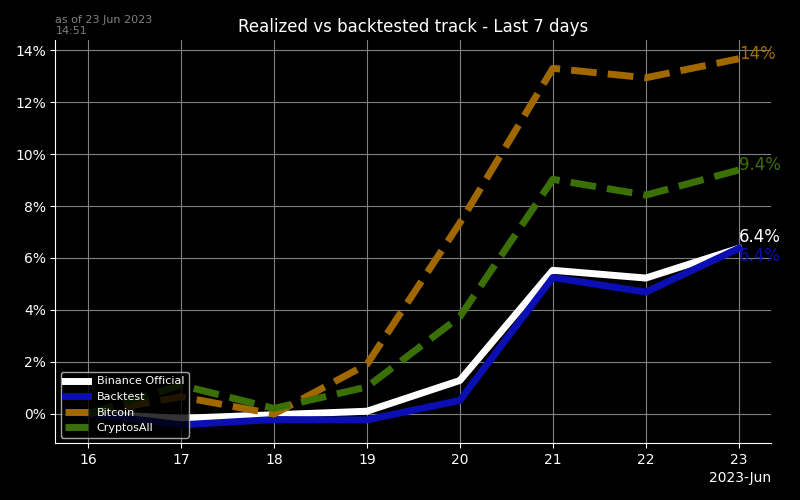 as of 23 Jun 2023
14:51
Realized vs backtested track - Last 7 days
14%
12%
10%
8%
6%
4%
2%
0%
14%
9.4%
6.4%
6.4%
Binance Official
Backtest
Bitcoin
CryptosAll
16 17 18 19 20 21 22 23
2023-Jun